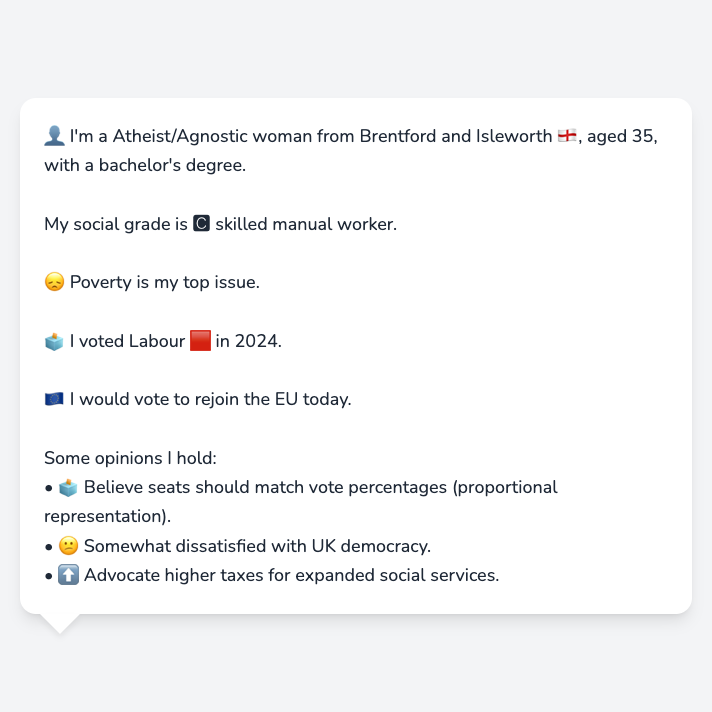 👤 I'm a Atheist/Agnostic woman from Brentford and Isleworth 🏴󠁧󠁢󠁥󠁮󠁧󠁿, aged 35,
with a bachelor's degree.
My social grade is 🅲 skilled manual worker.
😞 Poverty is my top issue.
🗳️ I voted Labour 🟥 in 2024.
🇪🇺 I would vote to rejoin the EU today.
Some opinions I hold:
• 🗳️ Believe seats should match vote percentages (proportional
representation).
• 😕 Somewhat dissatisfied with UK democracy.
• ⬆️ Advocate higher taxes for expanded social services.